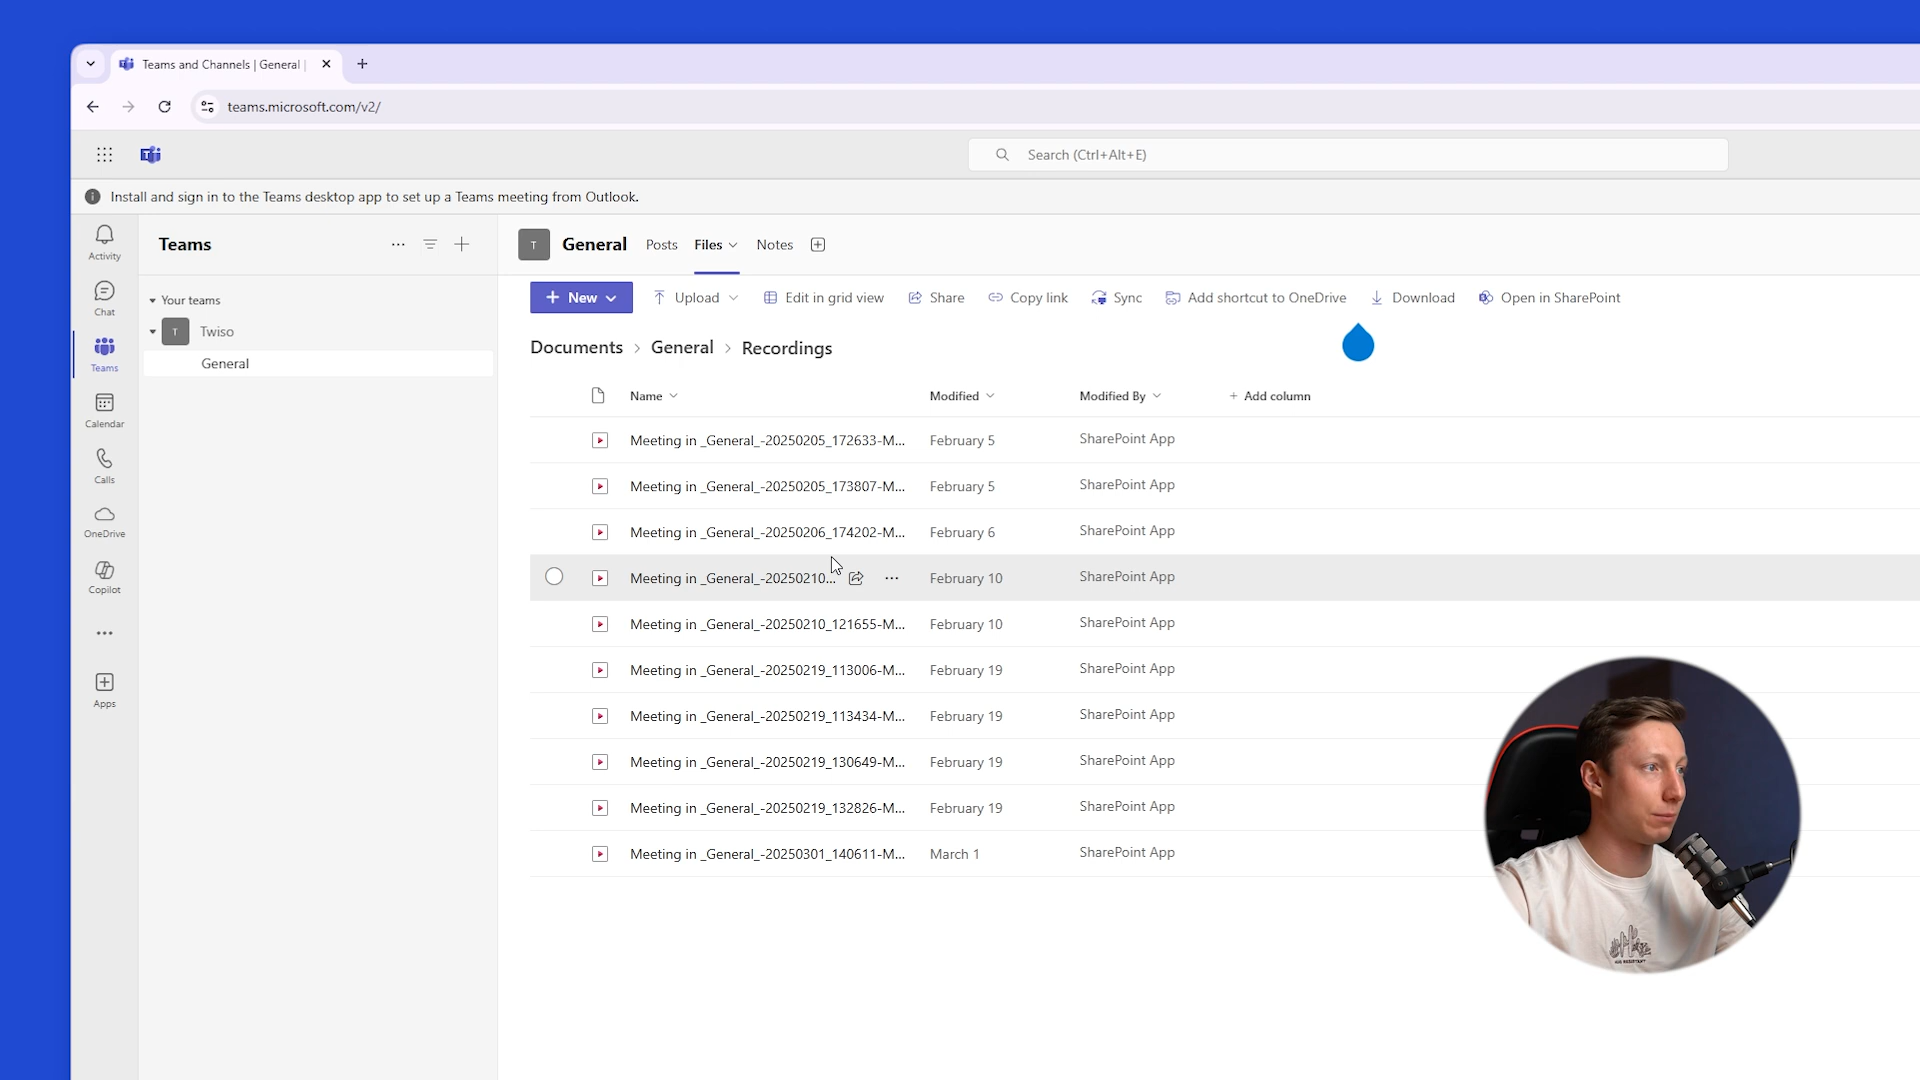 Teams and Channels | General |
teams.microsoft.com/v2/
Search (Ctrl+Alt+E)
Install and sign in to the Teams desktop app to set up a Teams meeting from Outlook.
Activity
Chat
Teams
Calendar
Calls
OneDrive
Copilot
Apps
Teams
Your teams
T Twiso
General
T General Posts Files Notes
New Upload Edit in grid view Share Copy link Sync Add shortcut to OneDrive Download Open in SharePoint
Documents > General > Recordings
Name Modified Modified By + Add column
Meeting in _General_-20250205_172633-M... February 5 SharePoint App
Meeting in _General_-20250205_173807-M... February 5 SharePoint App
Meeting in _General_-20250206_174202-M... February 6 SharePoint App
Meeting in _General_-20250210... February 10 SharePoint App
Meeting in _General_-20250210_121655-M... February 10 SharePoint App
Meeting in _General_-20250219_113006-M... February 19 SharePoint App
Meeting in _General_-20250219_113434-M... February 19 SharePoint App
Meeting in _General_-20250219_130649-M... February 19 SharePoint App
Meeting in _General_-20250219_132826-M... February 19 SharePoint App
Meeting in _General_-20250301_140611-M... March 1 SharePoint App